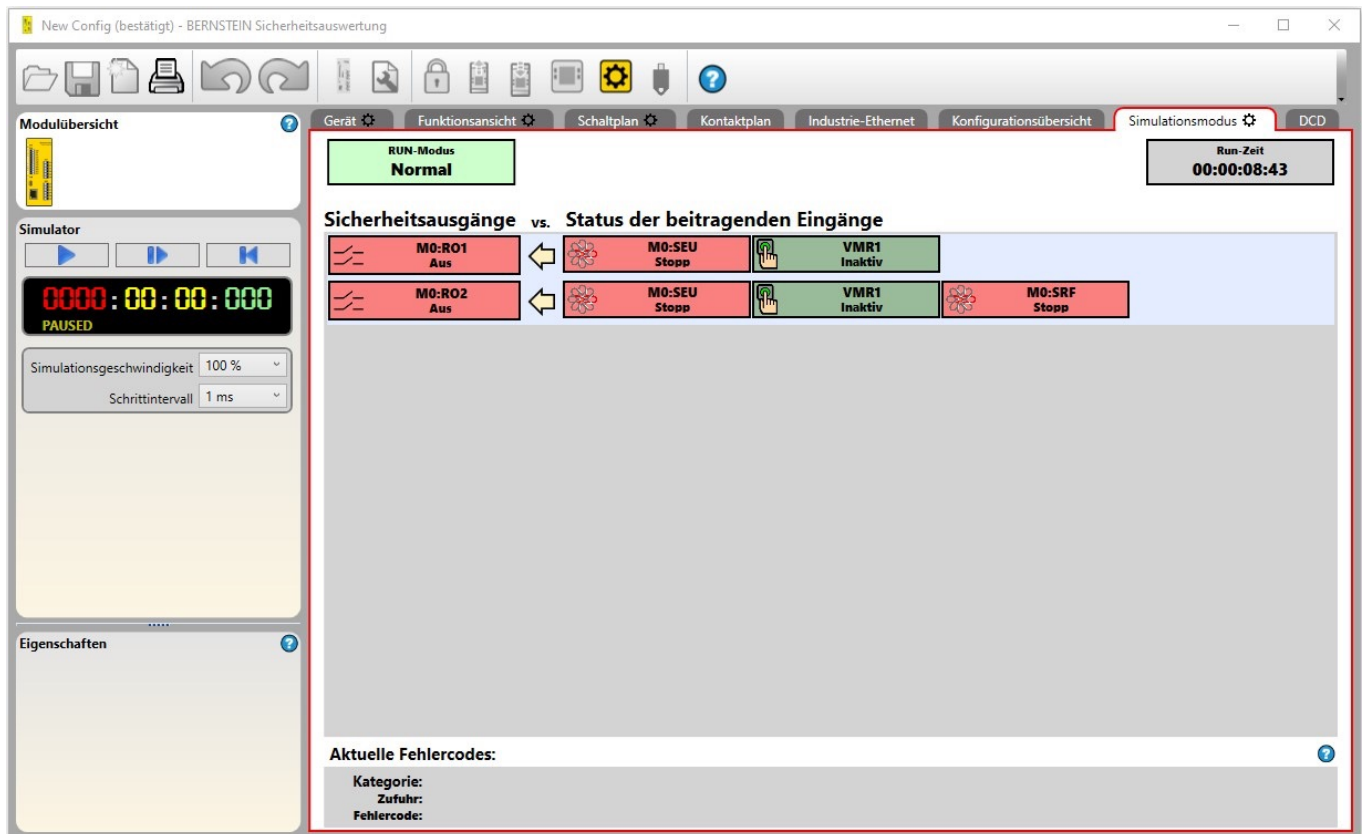 New Config (bestätigt) - BERNSTEIN Sicherheitsauswertung
Modulübersicht
Gerät
Funktionsansicht
Schaltplan
Kontaktplan
Industrie-Ethernet
Konfigurationsübersicht
Simulationsmodus
DCD
RUN-Modus
Normal
Run-Zeit
00:00:08:43
Simulator
0000:00:00:000
PAUSED
Simulationsgeschwindigkeit 100 %
Schrittintervall 1 ms
Sicherheitsausgänge vs. Status der beitragenden Eingänge
M0:RO1
Aus
M0:SEU
Stopp
VMR1
Inaktiv
M0:RO2
Aus
M0:SEU
Stopp
VMR1
Inaktiv
M0:SRF
Stopp
Eigenschaften
Aktuelle Fehlercodes:
Kategorie:
Zufuhr:
Fehlercode: